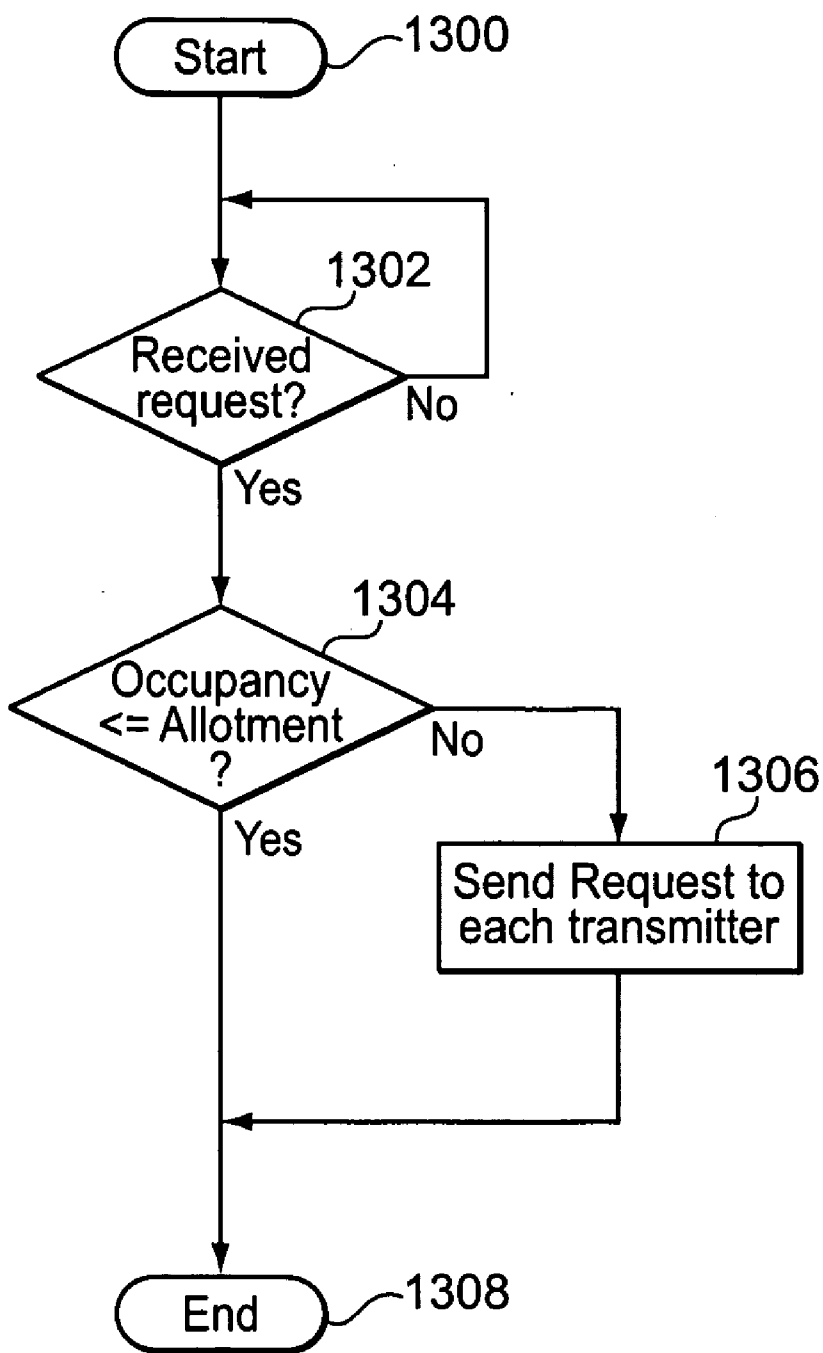 Start
1300
1302
Received
request?
No
Yes
1304
Occupancy
<= Allotment
?
No
Yes
1306
Send Request to
each transmitter
End
1308